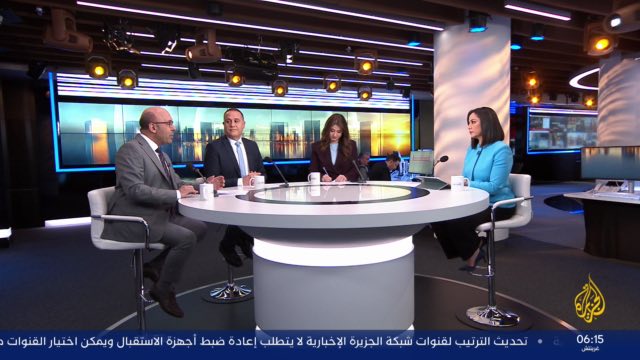 الجزيرة
06:15
غرينتش
• تحديث الترتيب لقنوات شبكة الجزيرة الإخبارية لا يتطلب إعادة ضبط أجهزة الاستقبال ويمكن اختيار القنوات